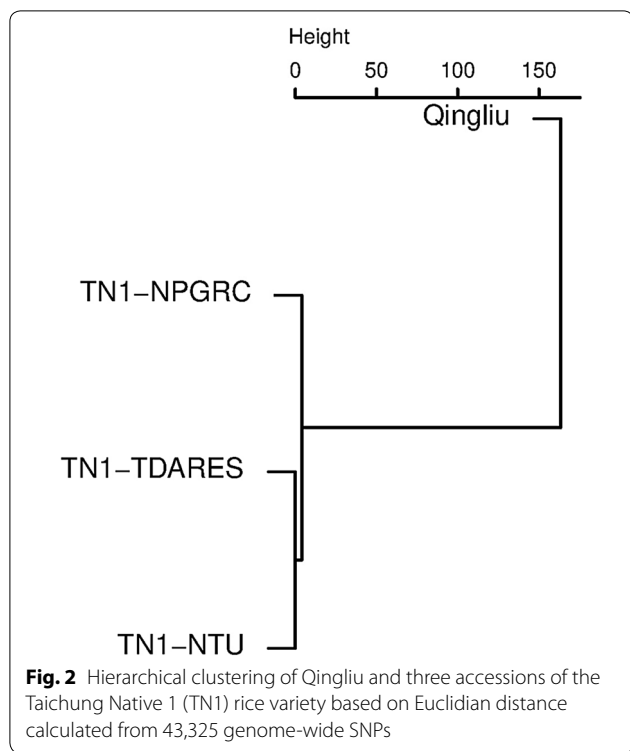 Height
0 50 100 150
Qingliu
TN1–NPGRC
TN1–TDARES
TN1–NTU
Fig. 2 Hierarchical clustering of Qingliu and three accessions of the
Taichung Native 1 (TN1) rice variety based on Euclidian distance
calculated from 43,325 genome-wide SNPs